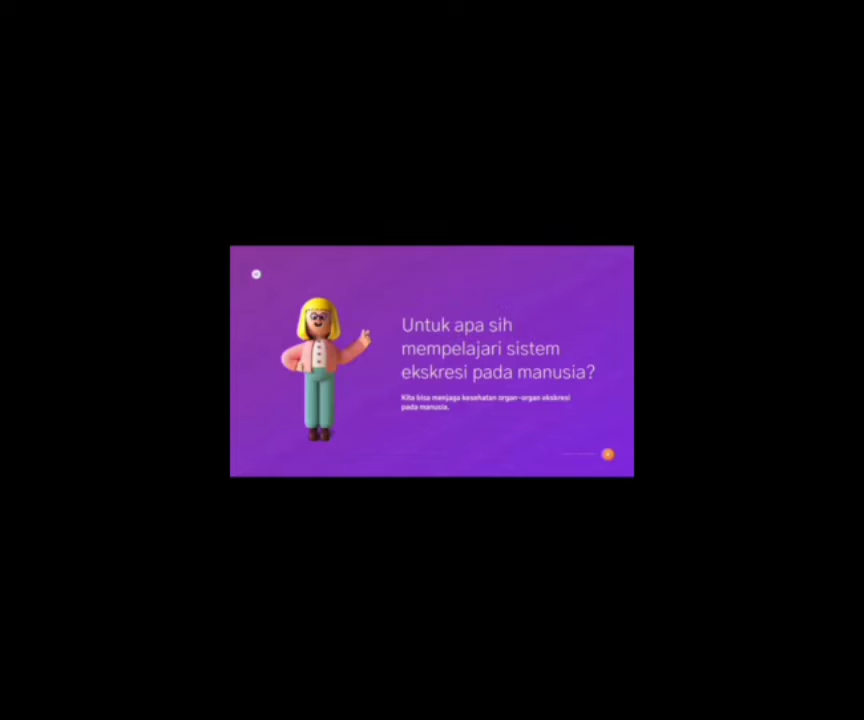 Untuk apa sih
mempelajari sistem
ekskresi pada manusia?
Kita bisa menjaga kesehatan organ-organ ekskresi
pada manusia.